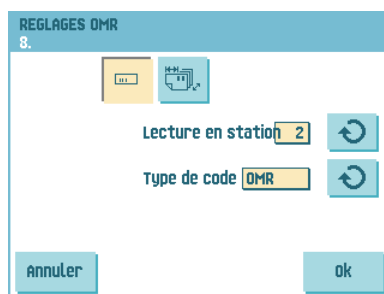 REGLAGES OMR
8.
Lecture en station 2
Type de code OMR
Annuler
Ok